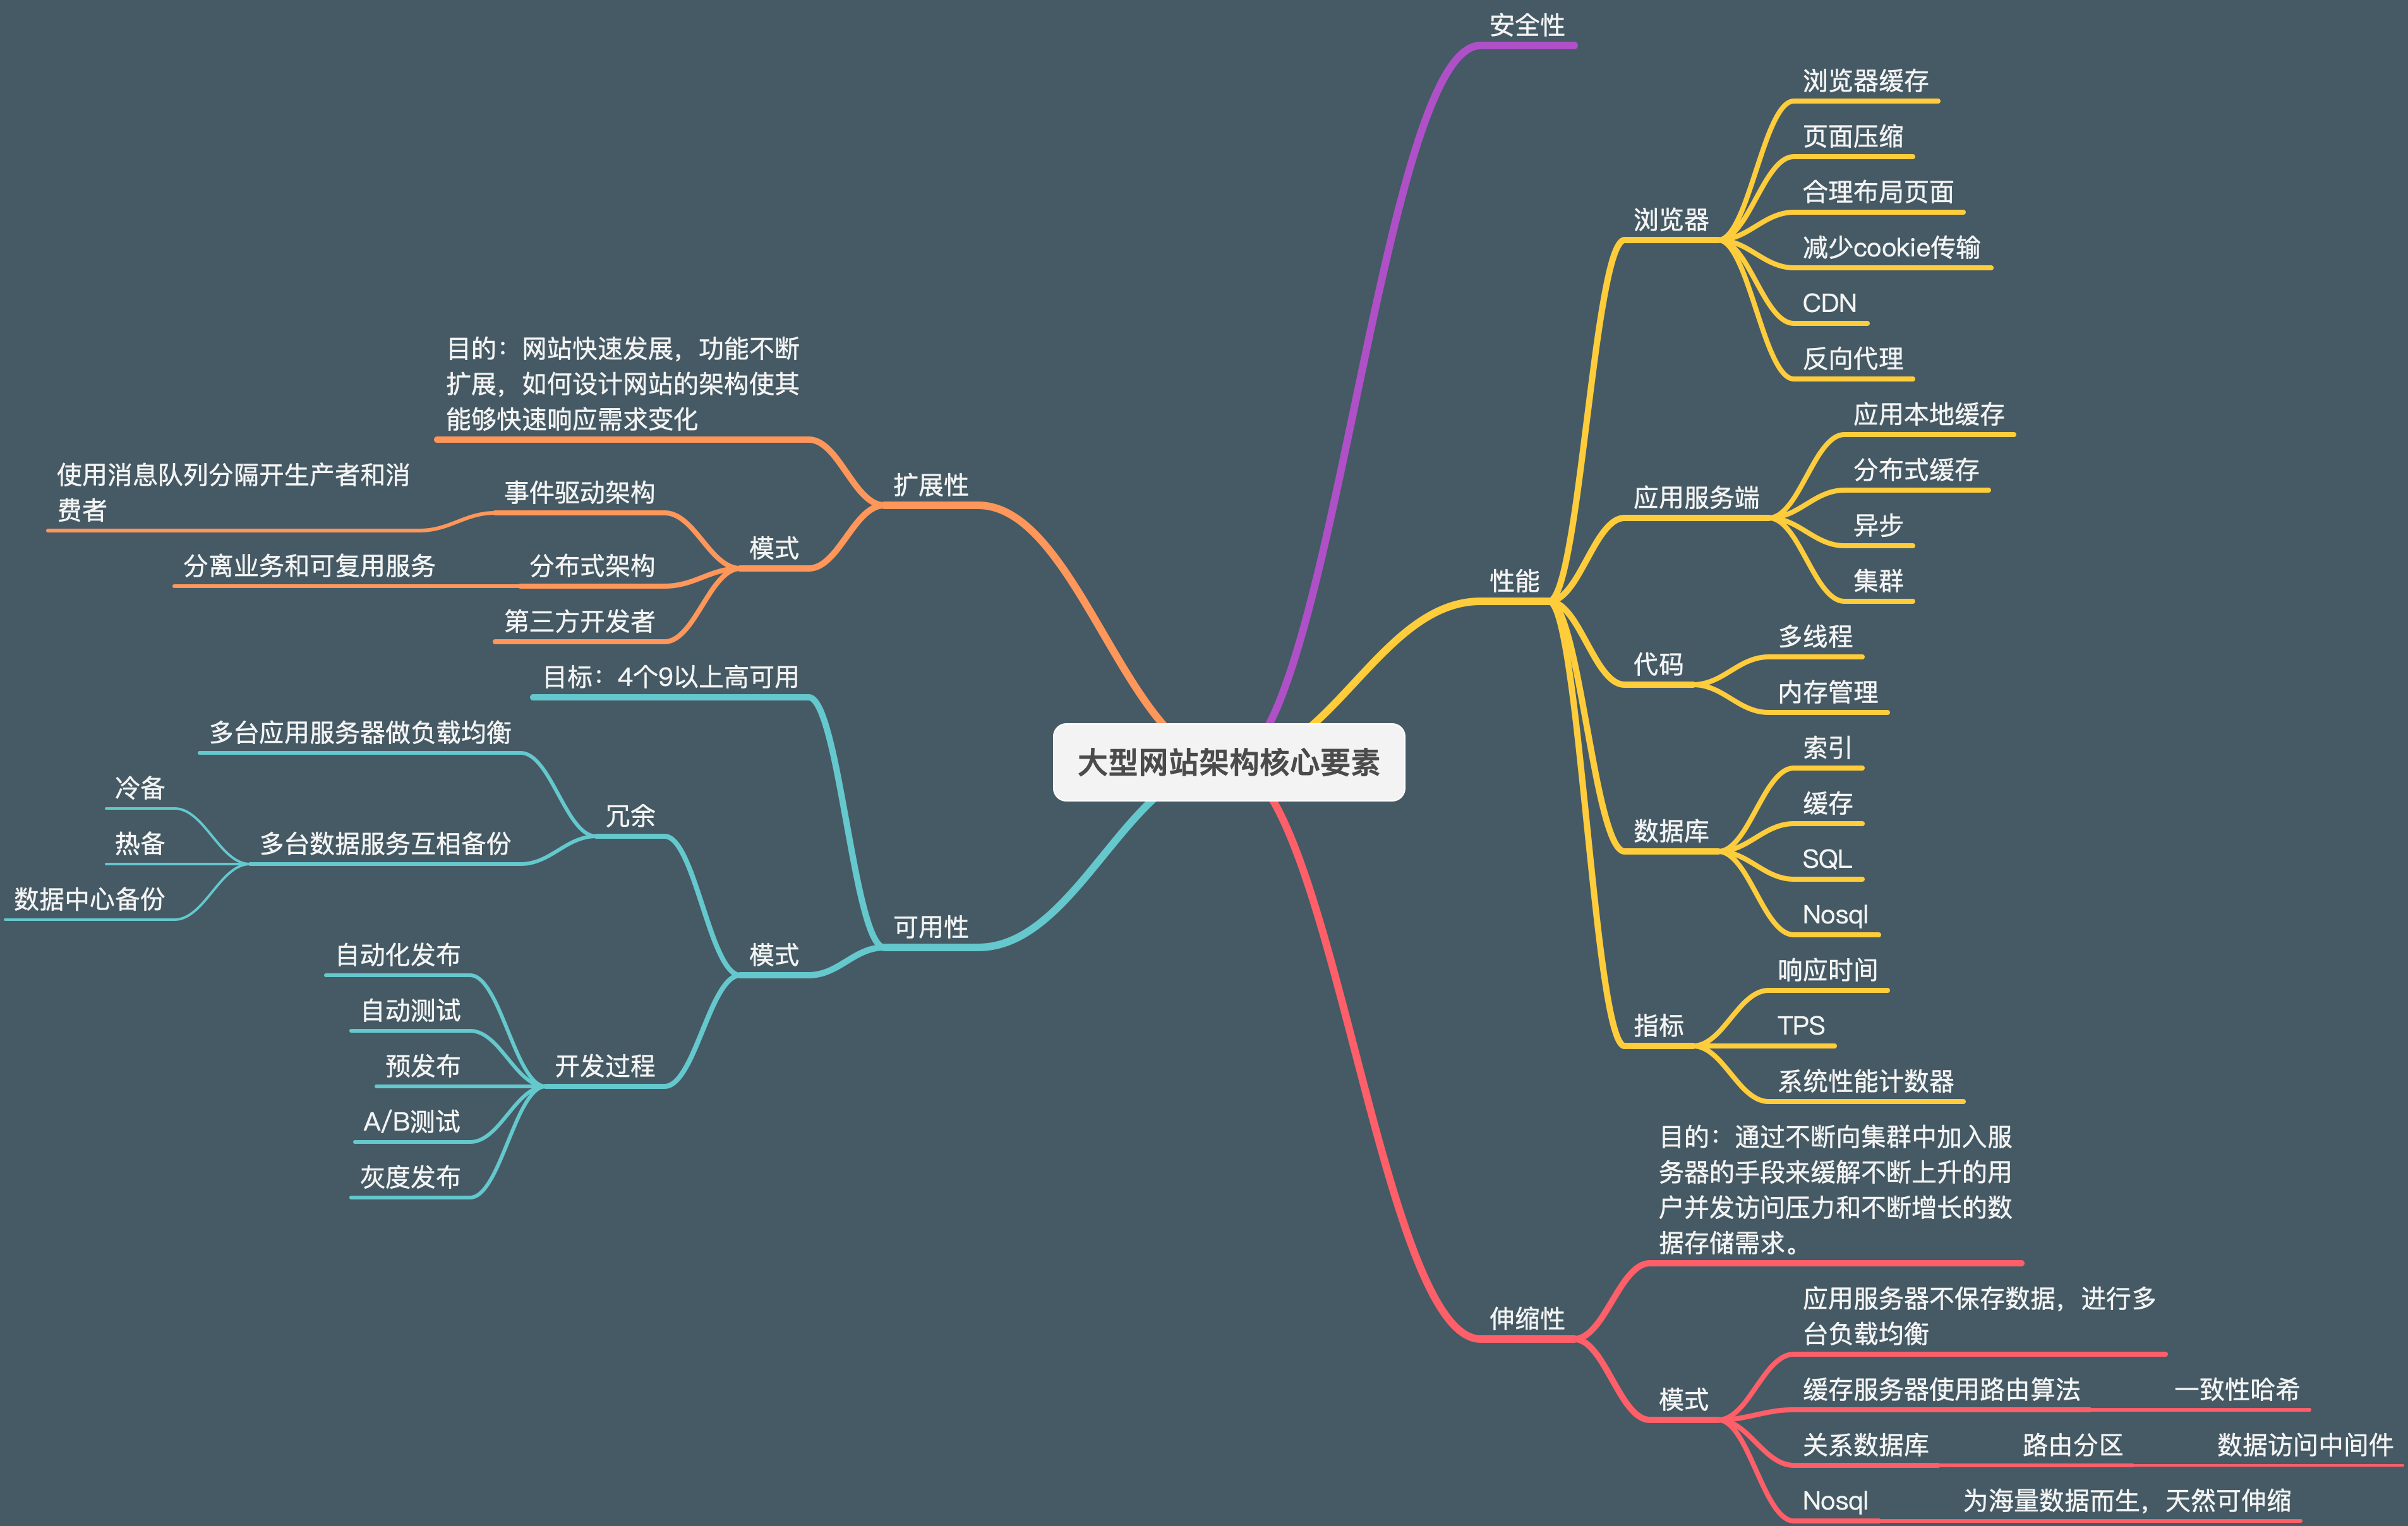 大型网站架构核心要素
安全性
性能
浏览器
浏览器缓存
页面压缩
合理布局页面
减少cookie传输
CDN
反向代理
应用服务端
应用本地缓存
分布式缓存
异步
集群
代码
多线程
内存管理
数据库
索引
缓存
SQL
Nosql
指标
响应时间
TPS
系统性能计数器
伸缩性
目的：通过不断向集群中加入服
务器的手段来缓解不断上升的用
户并发访问压力和不断增长的数
据存储需求。
模式
应用服务器不保存数据，进行多
台负载均衡
缓存服务器使用路由算法
一致性哈希
关系数据库
路由分区
数据访问中间件
Nosql
为海量数据而生，天然可伸缩
扩展性
目的：网站快速发展，功能不断
扩展，如何设计网站的架构使其
能够快速响应需求变化
模式
事件驱动架构
使用消息队列分隔开生产者和消
费者
分布式架构
分离业务和可复用服务
第三方开发者
可用性
目标：4个9以上高可用
模式
冗余
多台应用服务器做负载均衡
多台数据服务互相备份
冷备
热备
数据中心备份
开发过程
自动化发布
自动测试
预发布
A/B测试
灰度发布